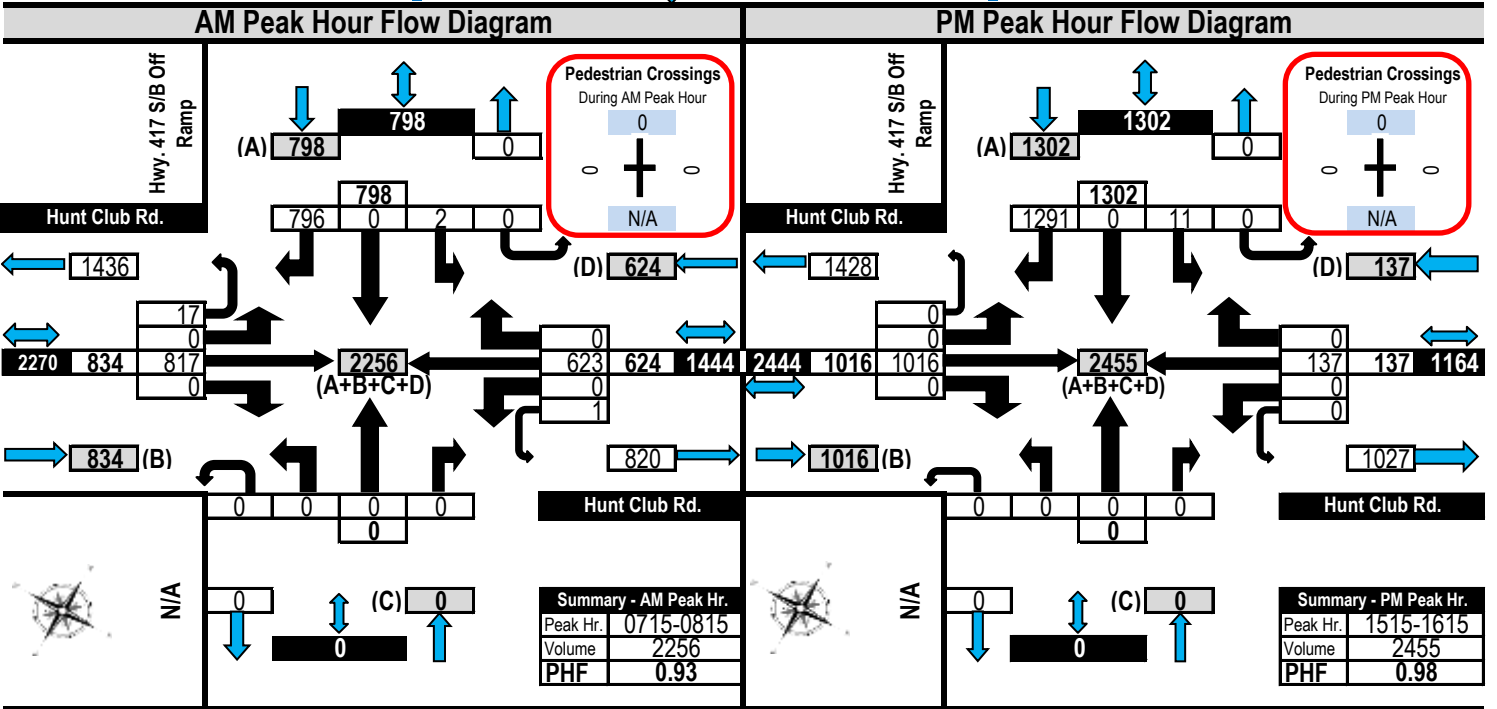 AM Peak Hour Flow Diagram
Hwy. 417 S/B Off
Ramp
798
(A) 798 0
Pedestrian Crossings
During AM Peak Hour
0
0 0
N/A
798
796 0 2 0
Hunt Club Rd.
1436
(D) 624
17
0
2270 834 817
0
2256
(A+B+C+D)
0
623 624 1444
0
1
834 (B)
820
0 0 0 0
0
Hunt Club Rd.
N/A
0
(C) 0
0
Summary - AM Peak Hr.
Peak Hr. 0715-0815
Volume 2256
PHF 0.93
PM Peak Hour Flow Diagram
Hwy. 417 S/B Off
Ramp
1302
(A) 1302 0
Pedestrian Crossings
During PM Peak Hour
0
0 0
N/A
1302
1291 0 11 0
Hunt Club Rd.
1428
(D) 137
0
0
2444 1016 1016
0
2455
(A+B+C+D)
0
137 137 1164
0
0
1016 (B)
1027
0 0 0 0
0
Hunt Club Rd.
N/A
0
(C) 0
0
Summary - PM Peak Hr.
Peak Hr. 1515-1615
Volume 2455
PHF 0.98